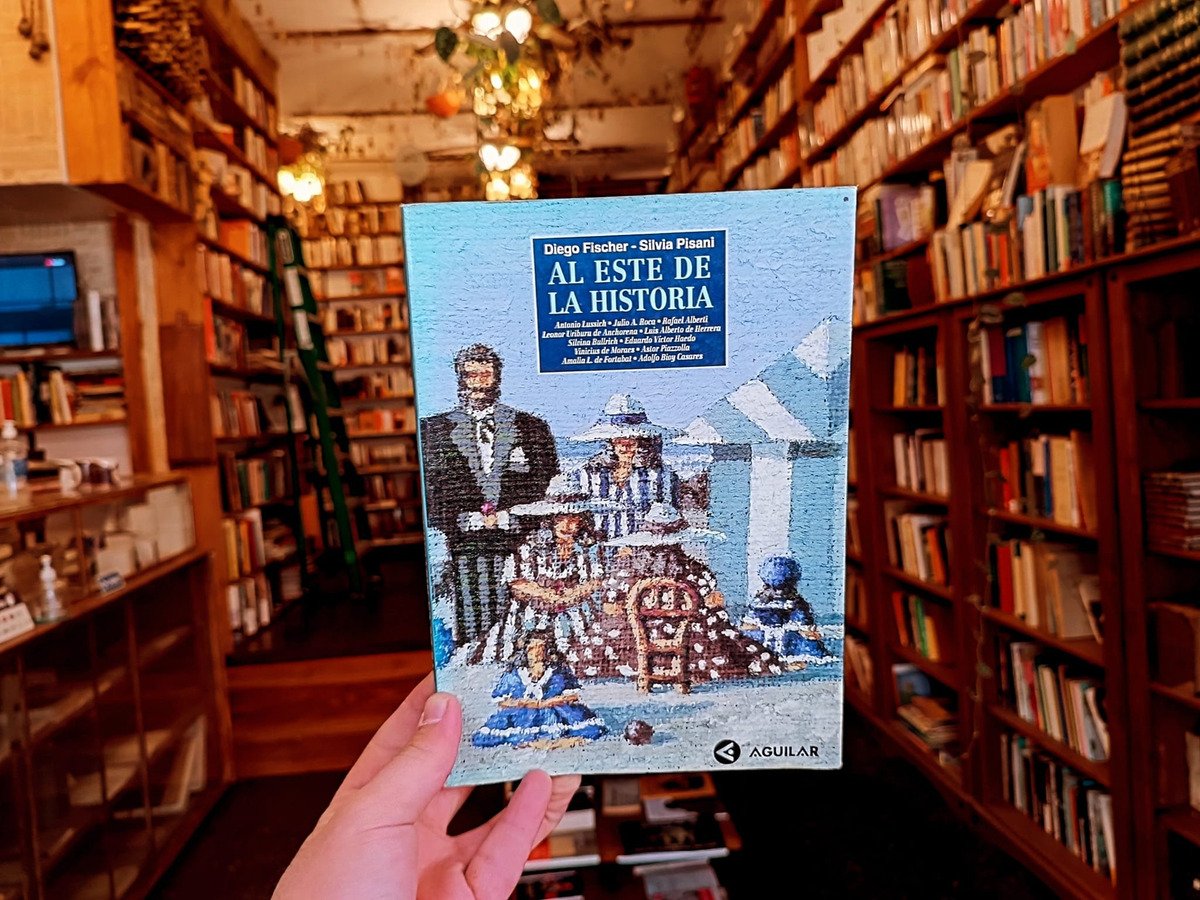 Diego Fischer - Silvia Pisani
AL ESTE DE
LA HISTORIA
Antonio Lussich • Julio A. Roca • Rafael Alberti
Leonor Uriburu de Anchorena • Luis Alberto de Herrera
Silvina Bullrich • Eduardo Víctor Haedo
Vinicius de Moraes • Astor Piazzolla
Amalia L. de Fortabat • Adolfo Bioy Casares
AGUILAR